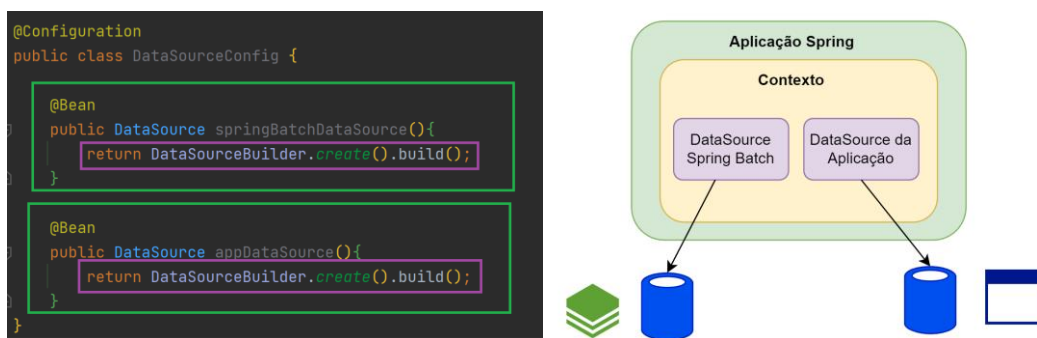 @Configuration
public class DataSourceConfig {
@Bean
public DataSource springBatchDataSource(){
return DataSourceBuilder.create().build();
}
@Bean
public DataSource appDataSource(){
return DataSourceBuilder.create().build();
}
}
Aplicação Spring
Contexto
DataSource
Spring Batch
DataSource da
Aplicação